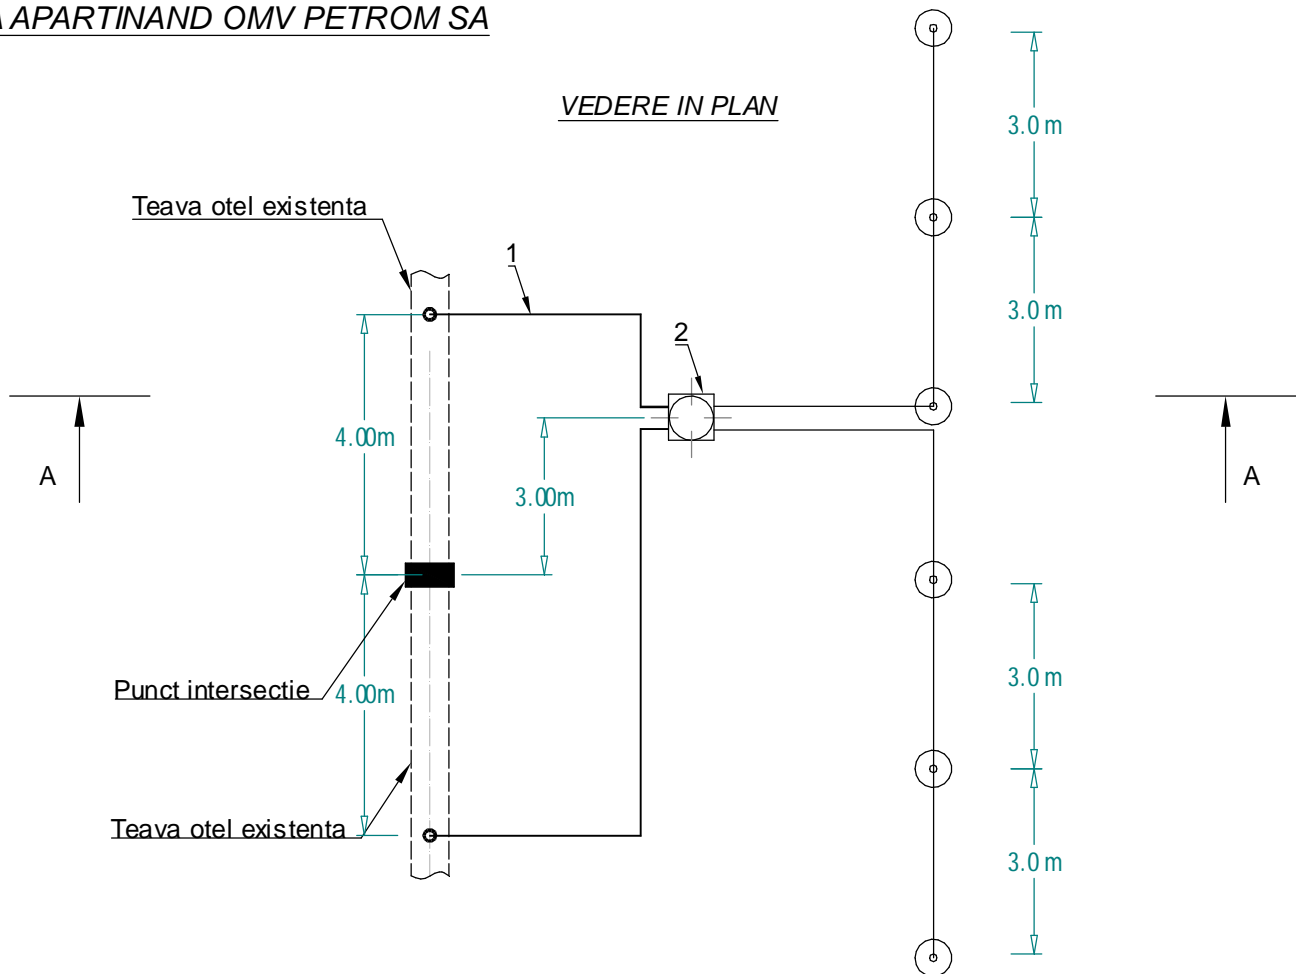 APARTINAND OMV PETROM SA
VEDERE IN PLAN
3.0 m
Teava otel existenta
1
3.0 m
2
4.00m
A
A
3.00m
3.0 m
Punct intersectie
4.00m
Teava otel existenta
3.0 m